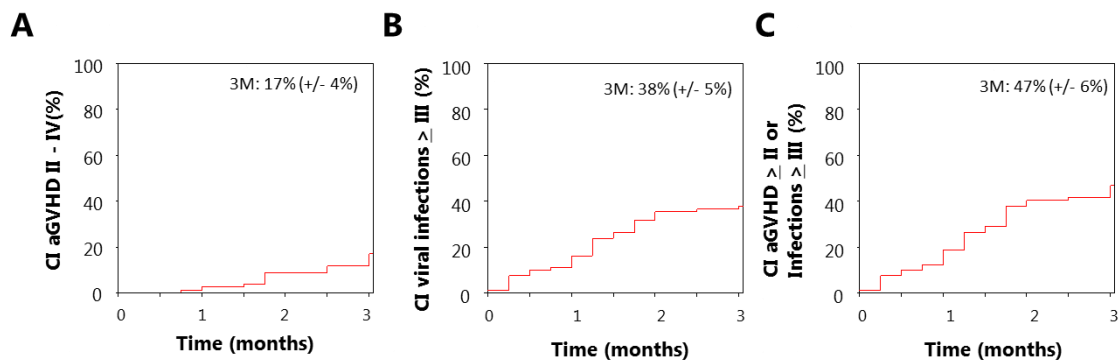 A
CI aGVHD II - IV(%)
100
80
60
40
20
0
3M: 17% (+/- 4%)
0 1 2 3
Time (months)
B
CI viral infections ≥ III (%)
100
80
60
40
20
0
3M: 38% (+/- 5%)
0 1 2 3
Time (months)
C
CI aGVHD ≥ II or
Infections ≥ III (%)
100
80
60
40
20
0
3M: 47% (+/- 6%)
0 1 2 3
Time (months)